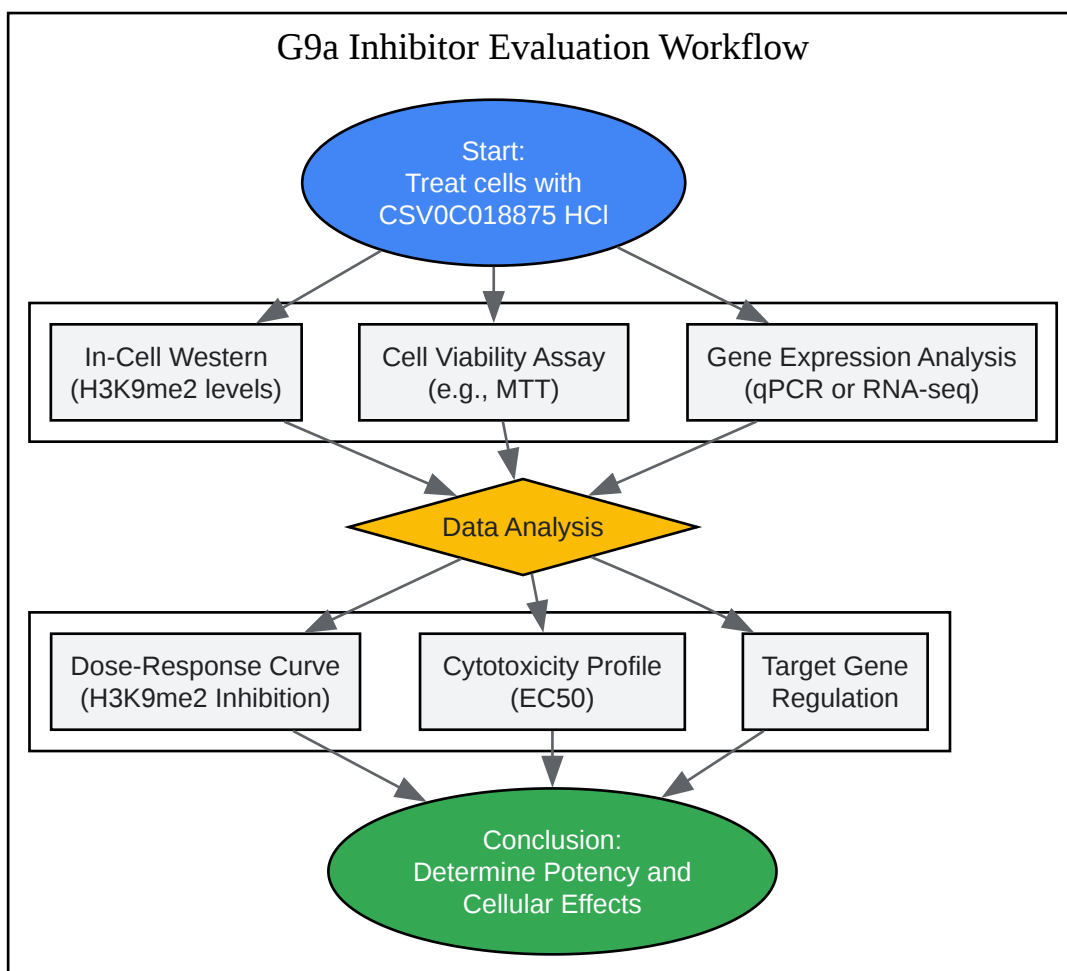 G9a Inhibitor Evaluation Workflow
Start:
Treat cells with
CSV0C018875 HCl
In-Cell Western
(H3K9me2 levels)
Cell Viability Assay
(e.g., MTT)
Gene Expression Analysis
(qPCR or RNA-seq)
Data Analysis
Dose-Response Curve
(H3K9me2 Inhibition)
Cytotoxicity Profile
(EC50)
Target Gene
Regulation
Conclusion:
Determine Potency and
Cellular Effects